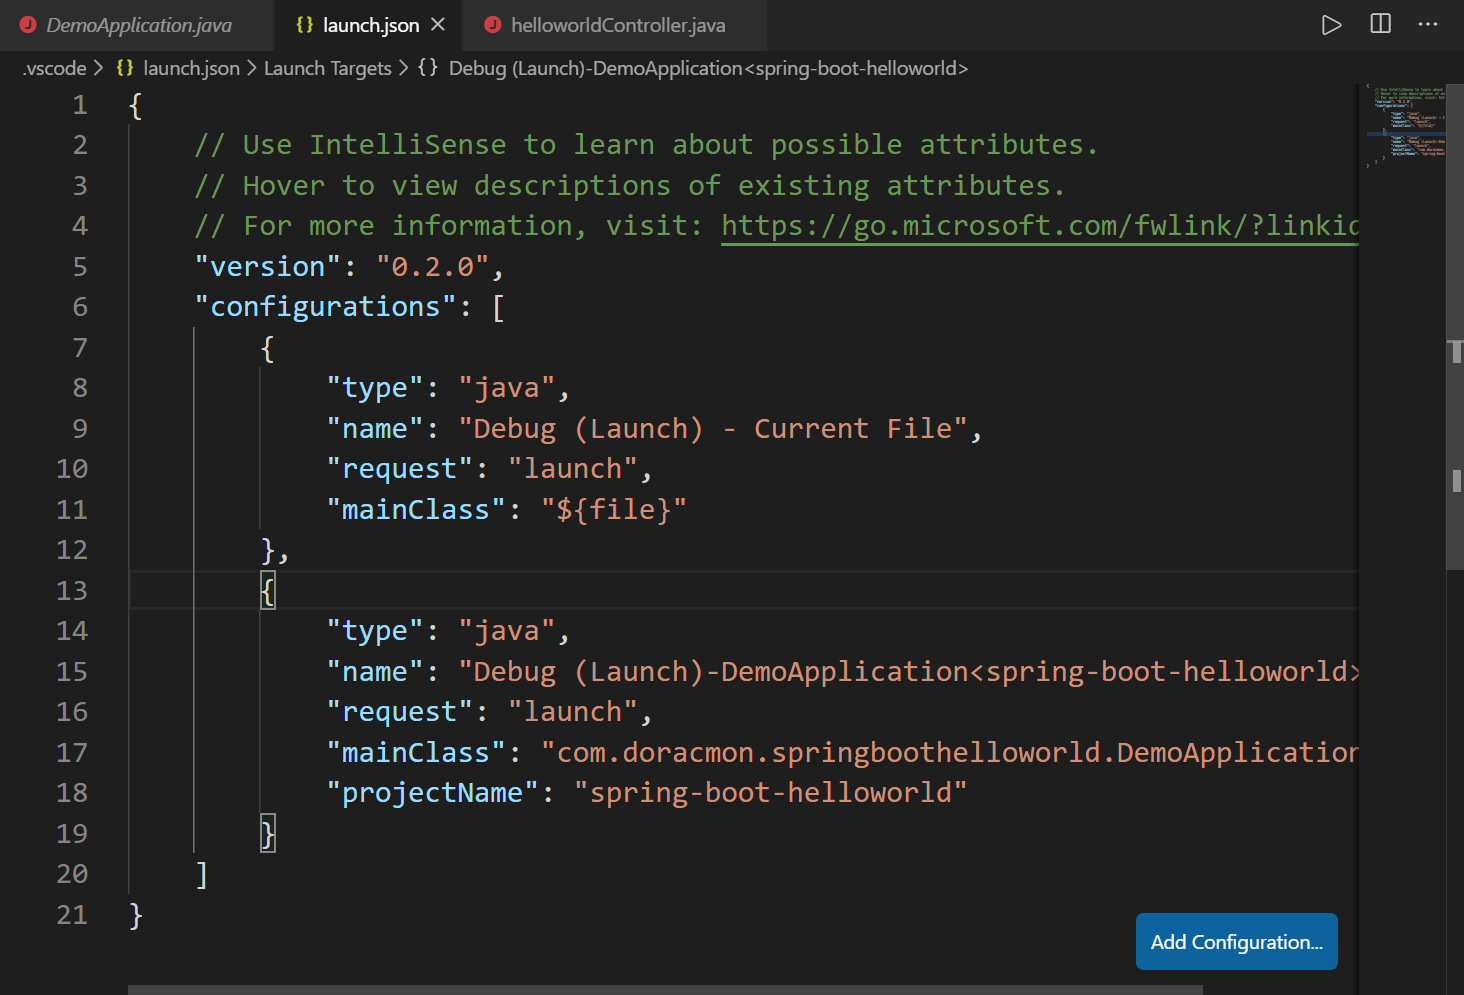 DemoApplication.java
{} launch.json
helloworldController.java
.vscode > {} launch.json > Launch Targets > {} Debug (Launch)-DemoApplication<spring-boot-helloworld>
1 {
2 // Use IntelliSense to learn about possible attributes.
3 // Hover to view descriptions of existing attributes.
4 // For more information, visit: https://go.microsoft.com/fwlink/?linkid
5 "version": "0.2.0",
6 "configurations": [
7 {
8 "type": "java",
9 "name": "Debug (Launch) - Current File",
10 "request": "launch",
11 "mainClass": "${file}"
12 },
13 {
14 "type": "java",
15 "name": "Debug (Launch)-DemoApplication<spring-boot-helloworld>
16 "request": "launch",
17 "mainClass": "com.doracmon.springboothelloworld.DemoApplication
18 "projectName": "spring-boot-helloworld"
19 }
20 ]
21 }
Add Configuration...